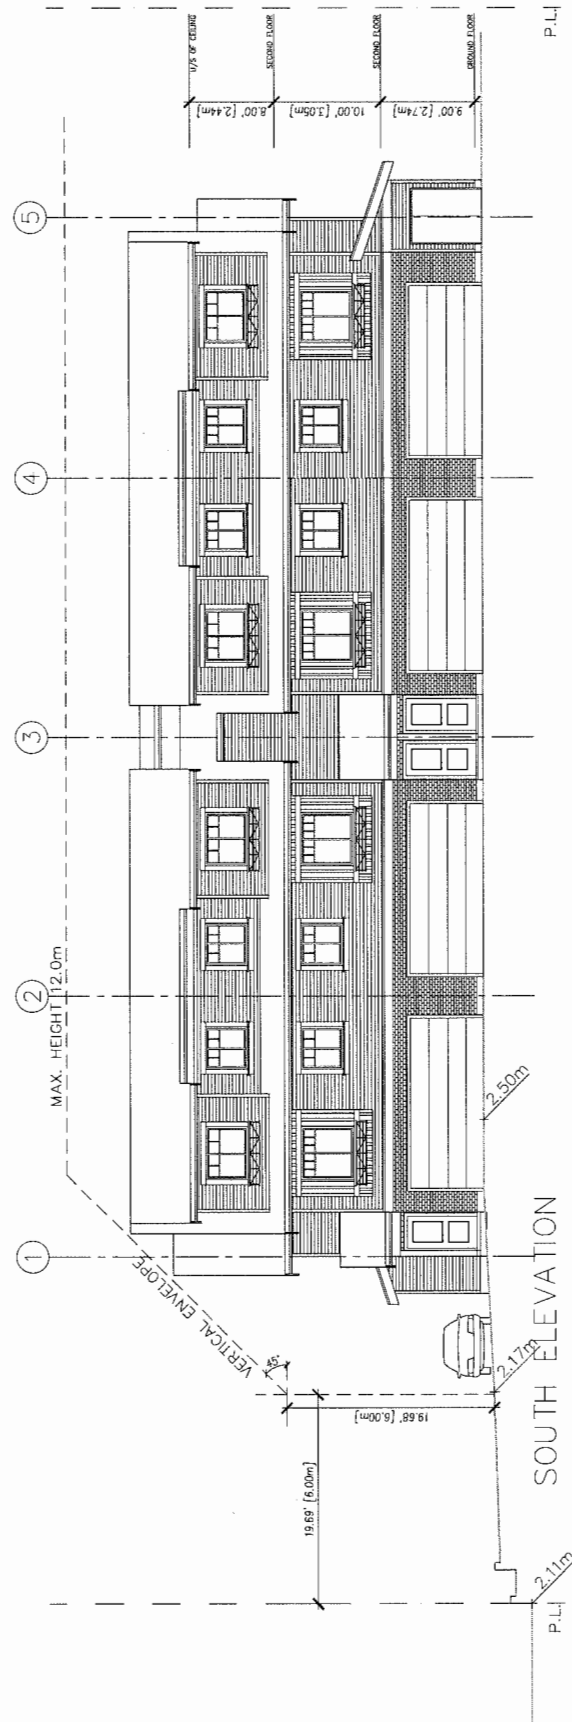 P.L.
U/S OF CEILING
8.00' [2.44m]
SECOND FLOOR
10.00' [3.05m]
SECOND FLOOR
9.00' [2.74m]
GROUND FLOOR
1
2
3
4
5
MAX. HEIGHT 12.0m
VERTICAL ENVELOPE
45°
19.68' [6.00m]
19.69' [6.00m]
2.50m
2.17m
2.11m
P.L.
SOUTH ELEVATION